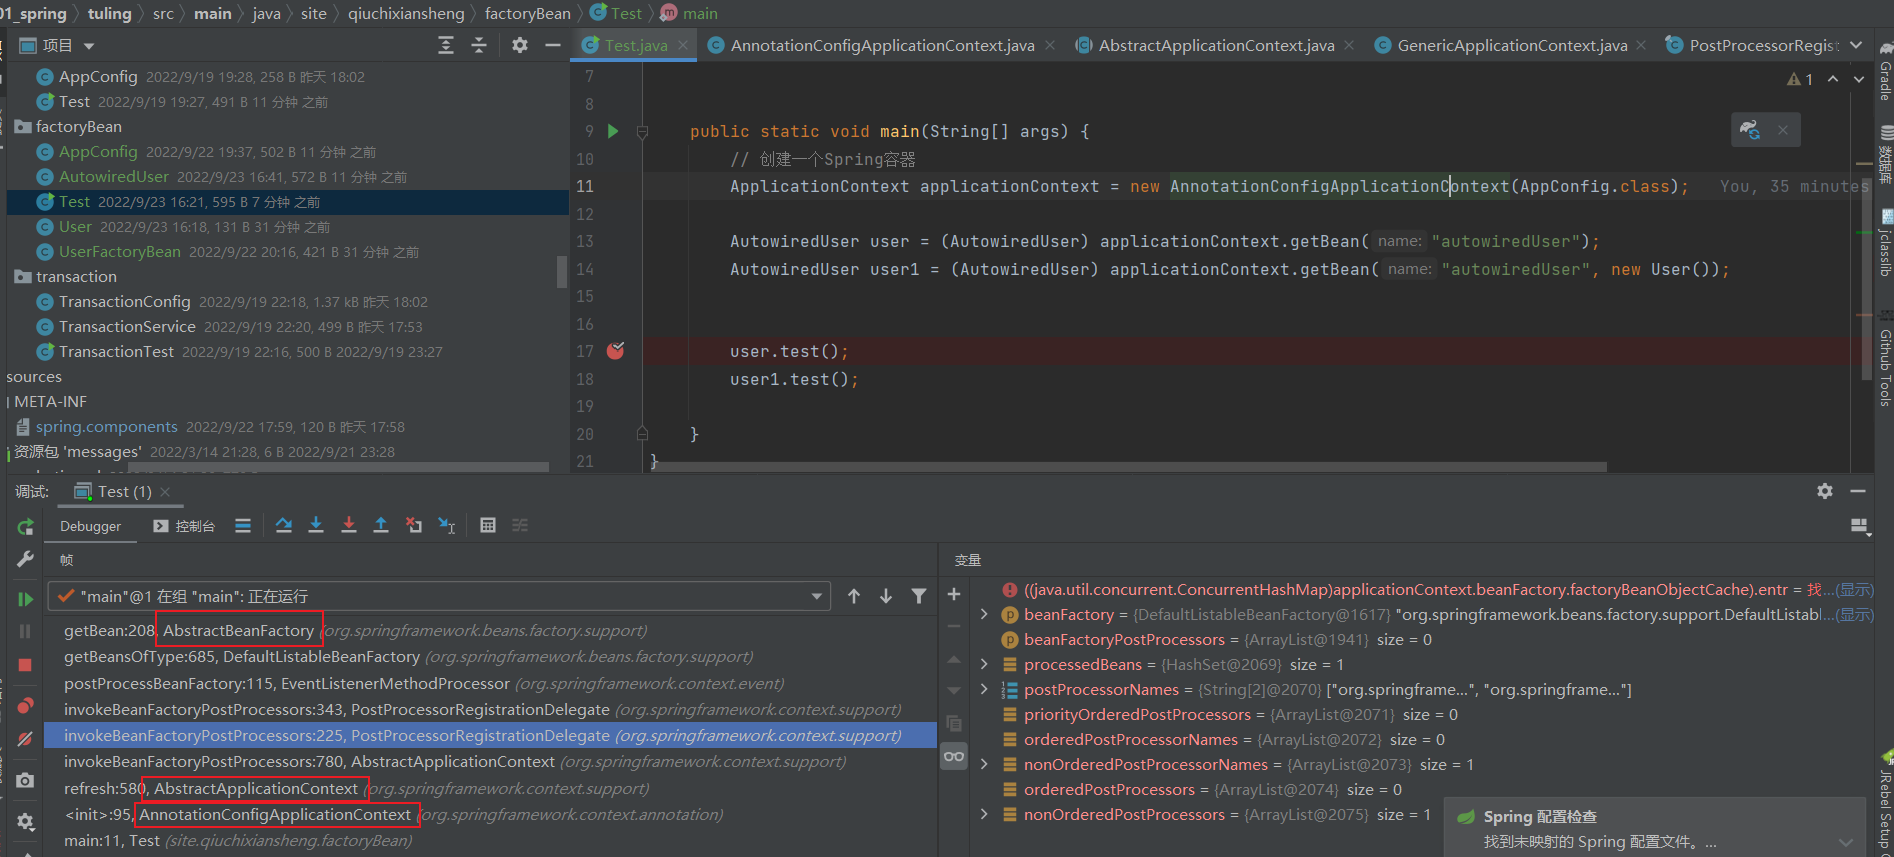 01_spring › tuling › src › main › java › site › qiuchixiansheng › factoryBean › Test › main
项目
Test.java
AnnotationConfigApplicationContext.java
AbstractApplicationContext.java
GenericApplicationContext.java
PostProcessorRegist
AppConfig 2022/9/19 19:28, 258 B 昨天 18:02
Test 2022/9/19 19:27, 491 B 11 分钟 之前
factoryBean
AppConfig 2022/9/22 19:37, 502 B 11 分钟 之前
AutowiredUser 2022/9/23 16:41, 572 B 11 分钟 之前
Test 2022/9/23 16:21, 595 B 7 分钟 之前
User 2022/9/23 16:18, 131 B 31 分钟 之前
UserFactoryBean 2022/9/22 20:16, 421 B 31 分钟 之前
transaction
TransactionConfig 2022/9/19 22:18, 1.37 kB 昨天 18:02
TransactionService 2022/9/19 22:20, 499 B 昨天 17:53
TransactionTest 2022/9/19 22:16, 500 B 2022/9/19 23:27
sources
META-INF
spring.components 2022/9/22 17:59, 120 B 昨天 17:58
资源包 'messages' 2022/3/14 21:28, 6 B 2022/9/21 23:28
7
8
9 public static void main(String[] args) {
10 // 创建一个Spring容器
11 ApplicationContext applicationContext = new AnnotationConfigApplicationContext(AppConfig.class); You, 35 minutes
12
13 AutowiredUser user = (AutowiredUser) applicationContext.getBean( name: "autowiredUser");
14 AutowiredUser user1 = (AutowiredUser) applicationContext.getBean( name: "autowiredUser", new User());
15
16
17 user.test();
18 user1.test();
19
20 }
21 }
1
Gradle
数据库
jclasslib
Github Tools
JRebel Setup
调试: Test (1)
Debugger 控制台
帧
"main"@1 在组 "main": 正在运行
getBean:208, AbstractBeanFactory (org.springframework.beans.factory.support)
getBeansOfType:685, DefaultListableBeanFactory (org.springframework.beans.factory.support)
postProcessBeanFactory:115, EventListenerMethodProcessor (org.springframework.context.event)
invokeBeanFactoryPostProcessors:343, PostProcessorRegistrationDelegate (org.springframework.context.support)
invokeBeanFactoryPostProcessors:225, PostProcessorRegistrationDelegate (org.springframework.context.support)
invokeBeanFactoryPostProcessors:780, AbstractApplicationContext (org.springframework.context.support)
refresh:580, AbstractApplicationContext (org.springframework.context.support)
<init>:95, AnnotationConfigApplicationContext (org.springframework.context.annotation)
main:11, Test (site.qiuchixiansheng.factoryBean)
变量
((java.util.concurrent.ConcurrentHashMap)applicationContext.beanFactory.factoryBeanObjectCache).entr = 找 ...(显示)
beanFactory = {DefaultListableBeanFactory@1617} "org.springframework.beans.factory.support.DefaultListabl ...(显示)
beanFactoryPostProcessors = {ArrayList@1941} size = 0
processedBeans = {HashSet@2069} size = 1
postProcessorNames = {String[2]@2070} ["org.springframe...", "org.springframe..."]
priorityOrderedPostProcessors = {ArrayList@2071} size = 0
orderedPostProcessorNames = {ArrayList@2072} size = 0
nonOrderedPostProcessorNames = {ArrayList@2073} size = 1
orderedPostProcessors = {ArrayList@2074} size = 0
nonOrderedPostProcessors = {ArrayList@2075} size = 1
Spring 配置检查
找到未映射的 Spring 配置文件。...